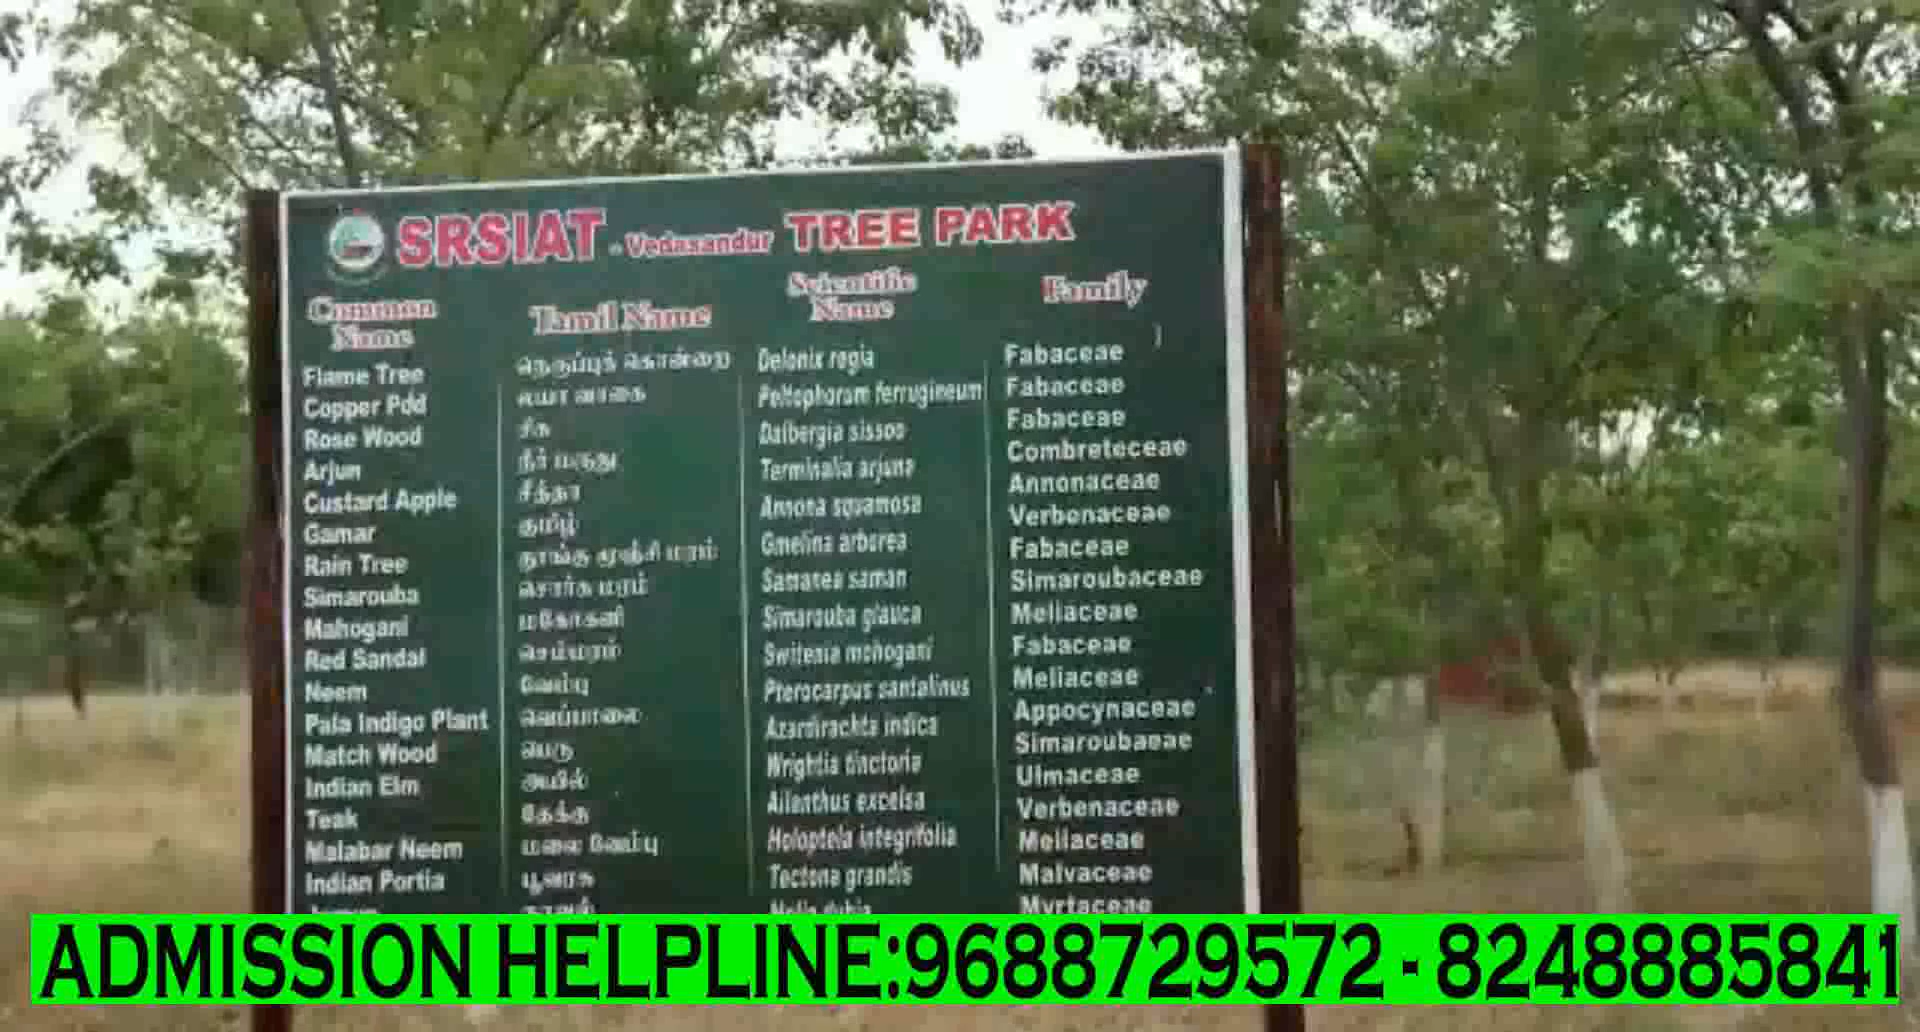 SRSIAT - Vedasandur TREE PARK
Common Name Tamil Name Scientific Name Family
Flame Tree நெருப்புக் கொன்றை Delonix regia Fabaceae
Copper Pod Peltophorum ferrugineum Fabaceae
Rose Wood Dalbergia sissoo Fabaceae
Arjun நீர் மருது Terminalia arjuna Combreteceae
Custard Apple சீத்தா Annona squamosa Annonaceae
Gamar குமிழ் Gmelina arborea Verbenaceae
Rain Tree தூங்கு மூஞ்சி மரம் Samanea saman Fabaceae
Simarouba சொர்க மரம் Simarouba glauca Simaroubaceae
Mahogani மகோகனி Switenia mohogani Meliaceae
Red Sandal செம்மரம் Pterocarpus santalinus Fabaceae
Neem வேம்பு Azardirachta indica Meliaceae
Pala Indigo Plant வெப்பாலை Wrightia tinctoria Appocynaceae
Match Wood பெரு Ailanthus excelsa Simaroubaeae
Indian Elm அயில் Holoptela integrifolia Ulmaceae
Teak தேக்கு Tectona grandis Verbenaceae
Malabar Neem மலை வேம்பு Melia dubia Meliaceae
Indian Portia பூவரசு Malvaceae
Myrtaceae
ADMISSION HELPLINE:9688729572 - 8248885841